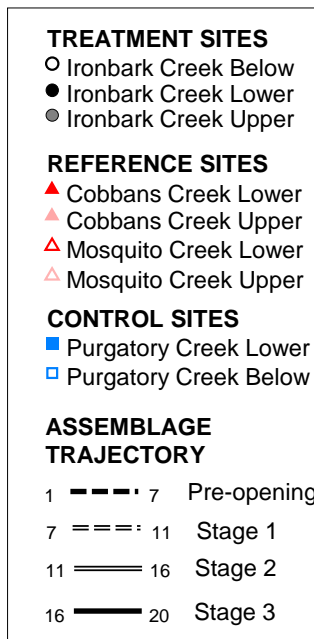 TREATMENT SITES
Ironbark Creek Below
Ironbark Creek Lower
Ironbark Creek Upper
REFERENCE SITES
Cobbans Creek Lower
Cobbans Creek Upper
Mosquito Creek Lower
Mosquito Creek Upper
CONTROL SITES
Purgatory Creek Lower
Purgatory Creek Below
ASSEMBLAGE
TRAJECTORY
1 7 Pre-opening
7 11 Stage 1
11 16 Stage 2
16 20 Stage 3